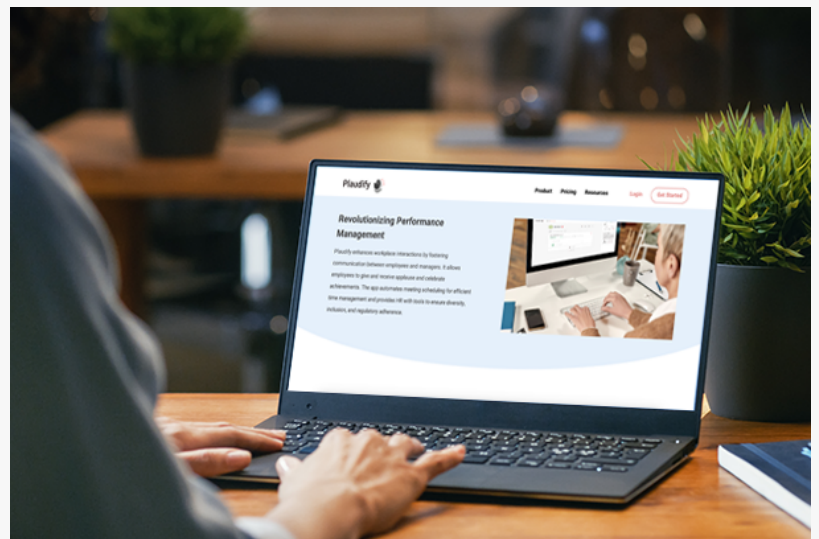 Plaudify
Product Pricing Resources Login Get Started
Revolutionizing Performance
Management
Plaudify enhances workplace interactions by fostering
communication between employees and managers. It allows
employees to give and receive applause and celebrate
achievements. The app automates meeting scheduling for efficient
time management and provides HR with tools to ensure diversity,
inclusion, and regulatory adherence.